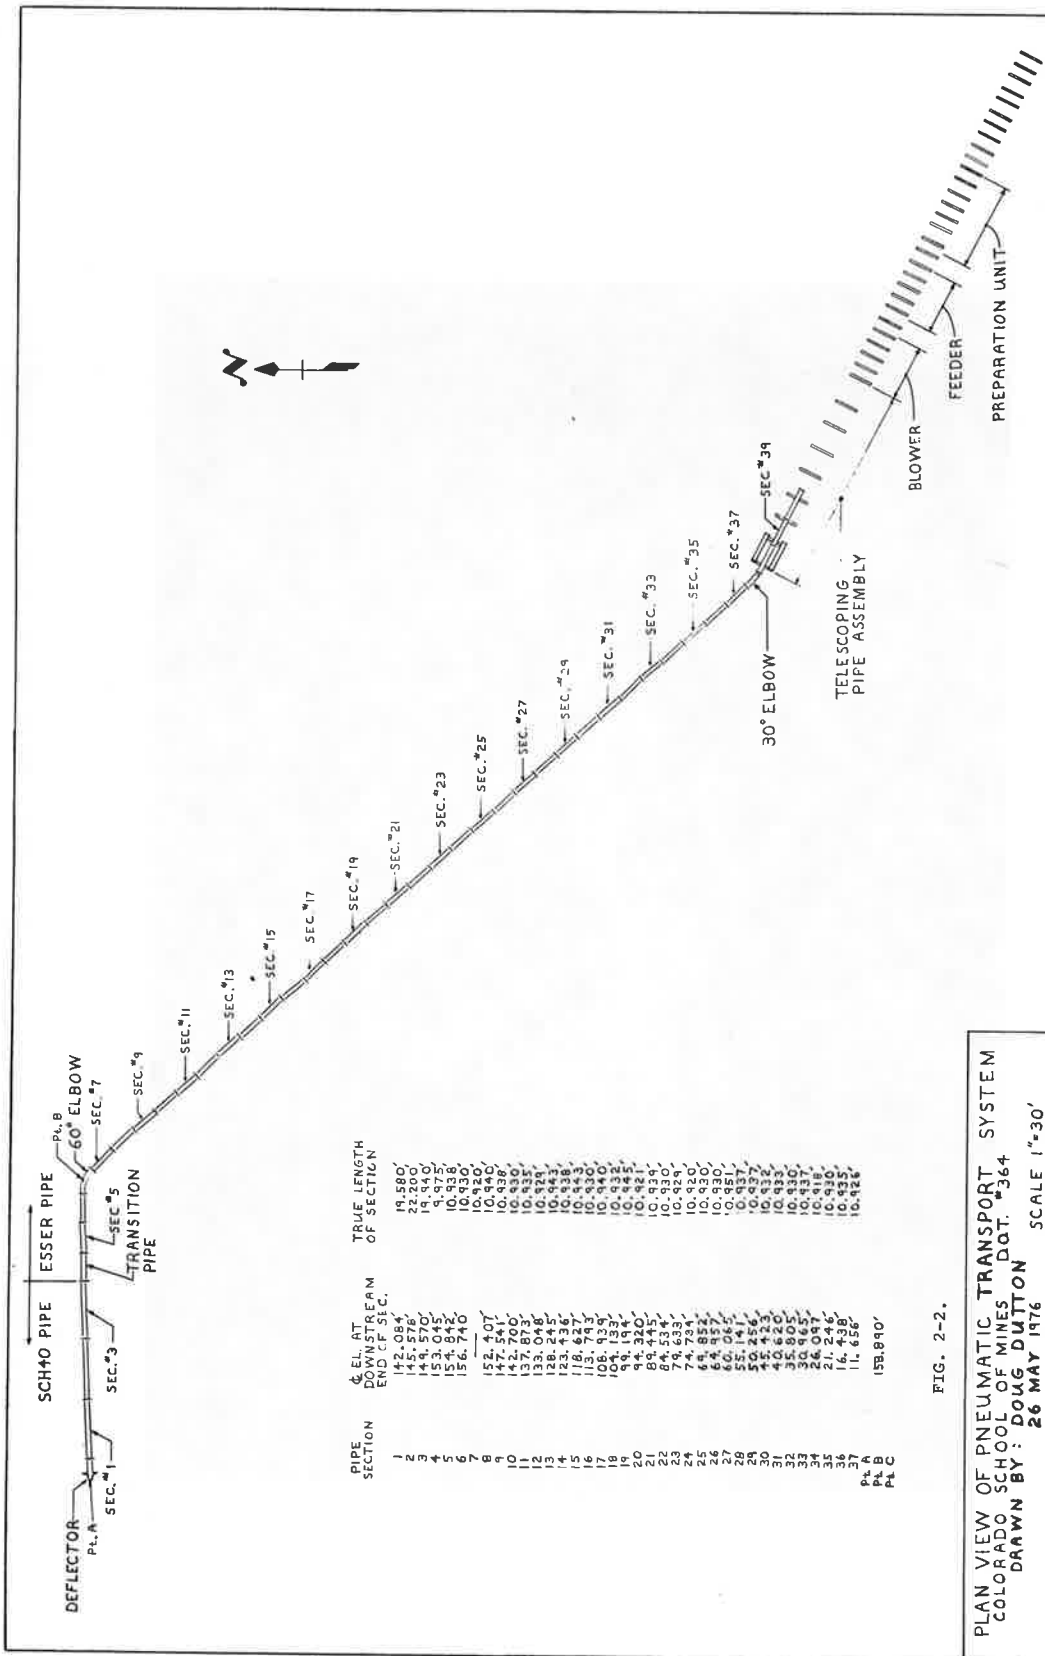 SCH40 PIPE ESSER PIPE
DEFLECTOR
Pt. A
SEC. #1
SEC. #3
TRANSITION
PIPE
SEC #5
Pt. B
60° ELBOW
SEC. #7
SEC. #9
SEC. #11
SEC. #13
SEC. #15
SEC. #17
SEC. #19
SEC. #21
SEC. #23
SEC. #25
SEC. #27
SEC. #29
SEC. #31
SEC. #33
SEC. #35
SEC. #37
30° ELBOW
SEC #39
TELESCOPING
PIPE ASSEMBLY
BLOWER
FEEDER
PREPARATION UNIT
N
PIPE ℄ EL. AT TRUE LENGTH
SECTION DOWNSTREAM OF SECTION
END OF SEC.
1 142.084' 19.580'
2 145.578' 22.200'
3 149.570' 19.940'
4 153.045' 9.975'
5 154.842' 10.938'
6 156.740' 10.930'
7 —— 10.920'
8 152.407' 10.940'
9 147.541' 10.938'
10 142.700' 10.930'
11 137.873' 10.935'
12 133.048' 10.929'
13 128.245' 10.943'
14 123.436' 10.938'
15 118.627' 10.943'
16 113.793' 10.930'
17 108.939' 10.940'
18 104.133' 10.932'
19 99.194' 10.945'
20 94.320' 10.921'
21 89.445' 10.939'
22 84.534' 10.930'
23 79.633' 10.929'
24 74.734' 10.920'
25 69.852' 10.930'
26 64.957' 10.930'
27 60.065' 10.951'
28 55.141' 10.937'
29 50.256' 10.937'
30 45.423' 10.932'
31 40.620' 10.933'
32 35.805' 10.930'
33 30.965' 10.937'
34 26.097' 10.918'
35 21.246' 10.930'
36 16.438' 10.935'
37 11.656' 10.926'
Pt. A
Pt. B 158.890'
Pt. C
FIG. 2-2.
PLAN VIEW OF PNEUMATIC TRANSPORT SYSTEM
COLORADO SCHOOL OF MINES DOT. #364
DRAWN BY: DOUG DUTTON
26 MAY 1976 SCALE 1"=30'